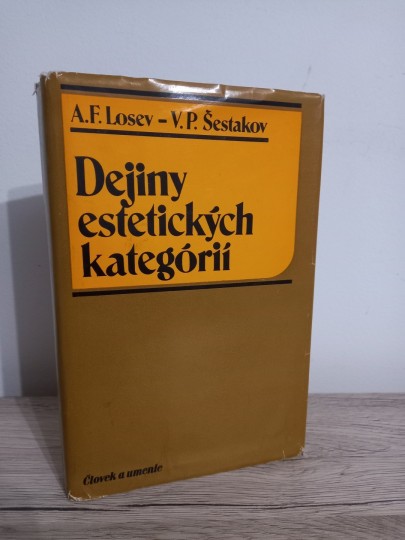 A.F. Losev – V.P. Šestakov
Dejiny
estetických
kategórií
Človek a umenie